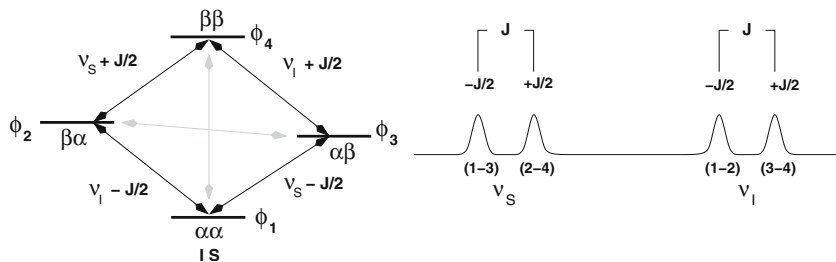 ββ
ϕ4
νS + J/2
νI + J/2
ϕ2
βα
ϕ3
αβ
νI – J/2
νS – J/2
ϕ1
αα
I S
J
J
–J/2
+J/2
–J/2
+J/2
(1–3)
(2–4)
(1–2)
(3–4)
νS
νI